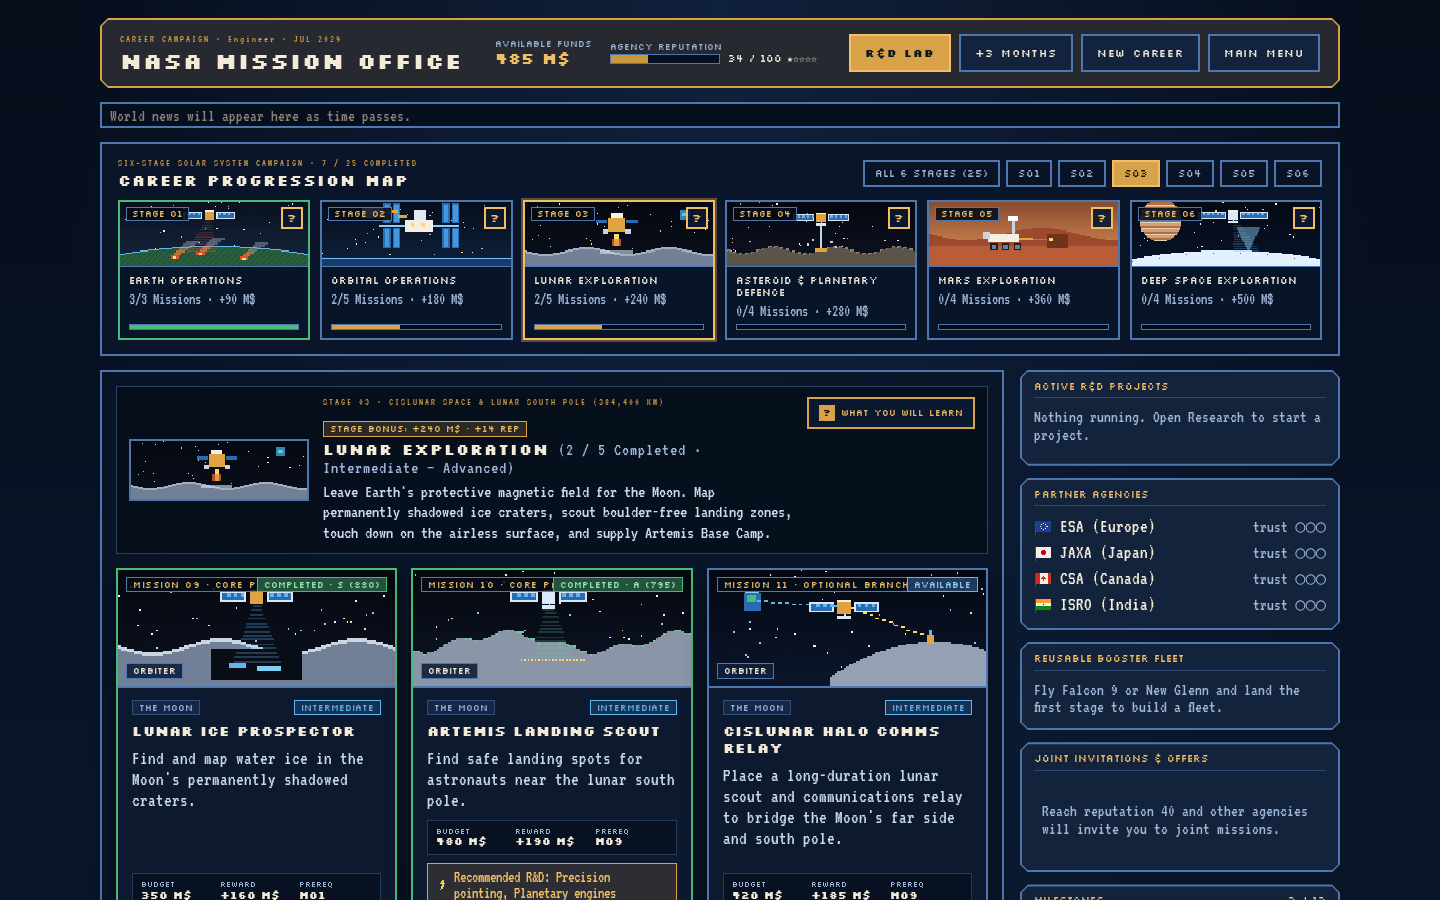 CAREER CAMPAIGN · Engineer · JUL 2029
NASA MISSION OFFICE
AVAILABLE FUNDS
485 M$
AGENCY REPUTATION
34 / 100 ★☆☆☆☆
R&D LAB
+3 MONTHS
NEW CAREER
MAIN MENU
World news will appear here as time passes.
SIX-STAGE SOLAR SYSTEM CAMPAIGN · 7 / 25 COMPLETED
CAREER PROGRESSION MAP
ALL 6 STAGES (25)
S01
S02
S03
S04
S05
S06
STAGE 01
?
EARTH OPERATIONS
3/3 Missions · +90 M$
STAGE 02
?
ORBITAL OPERATIONS
2/5 Missions · +180 M$
STAGE 03
?
LUNAR EXPLORATION
2/5 Missions · +240 M$
STAGE 04
?
ASTEROID & PLANETARY
DEFENCE
0/4 Missions · +280 M$
STAGE 05
?
MARS EXPLORATION
0/4 Missions · +360 M$
STAGE 06
?
DEEP SPACE EXPLORATION
0/4 Missions · +500 M$
STAGE 03 · CISLUNAR SPACE & LUNAR SOUTH POLE (384,400 KM)
STAGE BONUS: +240 M$ · +14 REP
LUNAR EXPLORATION (2 / 5 Completed ·
Intermediate – Advanced)
Leave Earth's protective magnetic field for the Moon. Map
permanently shadowed ice craters, scout boulder-free landing zones,
touch down on the airless surface, and supply Artemis Base Camp.
? WHAT YOU WILL LEARN
MISSION 09 · CORE P
COMPLETED · S (880)
ORBITER
THE MOON
INTERMEDIATE
LUNAR ICE PROSPECTOR
Find and map water ice in the
Moon's permanently shadowed
craters.
BUDGET
350 M$
REWARD
+160 M$
PREREQ
M01
MISSION 10 · CORE P
COMPLETED · A (795)
ORBITER
THE MOON
INTERMEDIATE
ARTEMIS LANDING SCOUT
Find safe landing spots for
astronauts near the lunar south
pole.
BUDGET
480 M$
REWARD
+190 M$
PREREQ
M09
Recommended R&D: Precision
pointing, Planetary engines
MISSION 11 · OPTIONAL BRANCH
AVAILABLE
ORBITER
THE MOON
INTERMEDIATE
CISLUNAR HALO COMMS
RELAY
Place a long-duration lunar
scout and communications relay
to bridge the Moon's far side
and south pole.
BUDGET
420 M$
REWARD
+185 M$
PREREQ
M09
ACTIVE R&D PROJECTS
Nothing running. Open Research to start a
project.
PARTNER AGENCIES
ESA (Europe) trust ○○○
JAXA (Japan) trust ○○○
CSA (Canada) trust ○○○
ISRO (India) trust ○○○
REUSABLE BOOSTER FLEET
Fly Falcon 9 or New Glenn and land the
first stage to build a fleet.
JOINT INVITATIONS & OFFERS
Reach reputation 40 and other agencies
will invite you to joint missions.